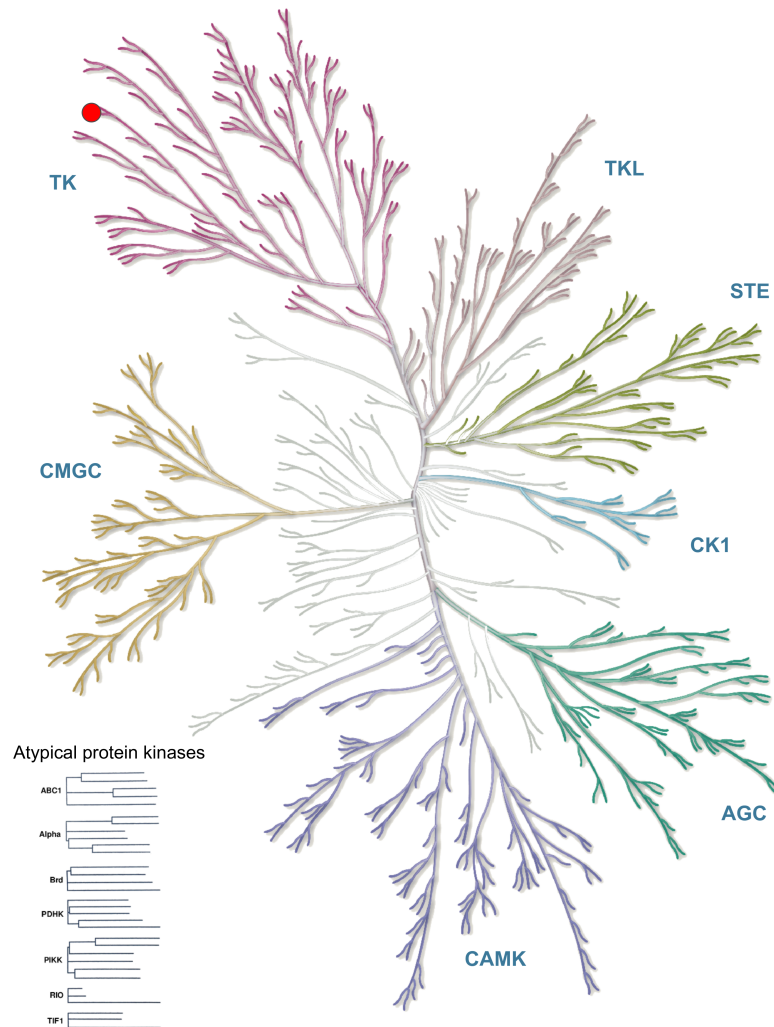 TK
TKL
STE
CMGC
CK1
Atypical protein kinases
ABC1
Alpha
Brd
PDHK
PIKK
RIO
TIF1
AGC
CAMK